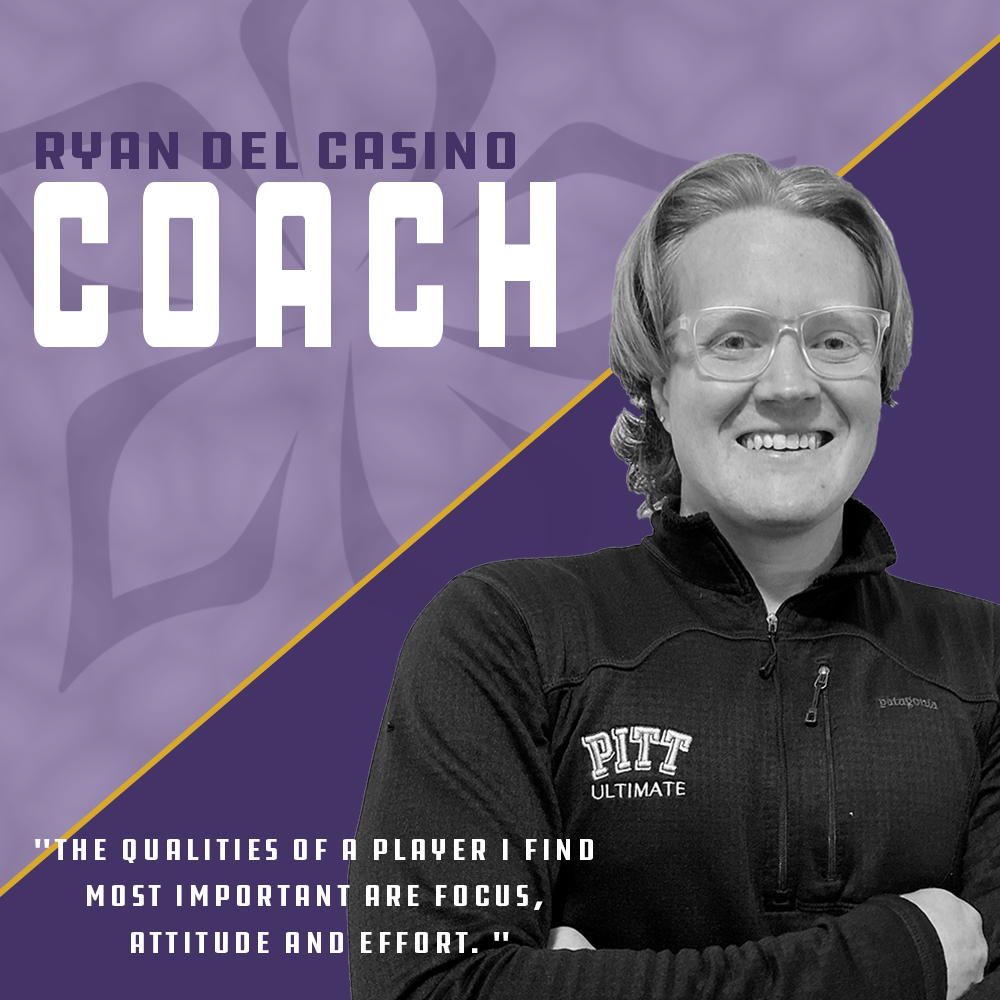 RYAN DEL CASINO
COACH
patagonia
PITT
ULTIMATE
"THE QUALITIES OF A PLAYER I FIND
MOST IMPORTANT ARE FOCUS,
ATTITUDE AND EFFORT. "